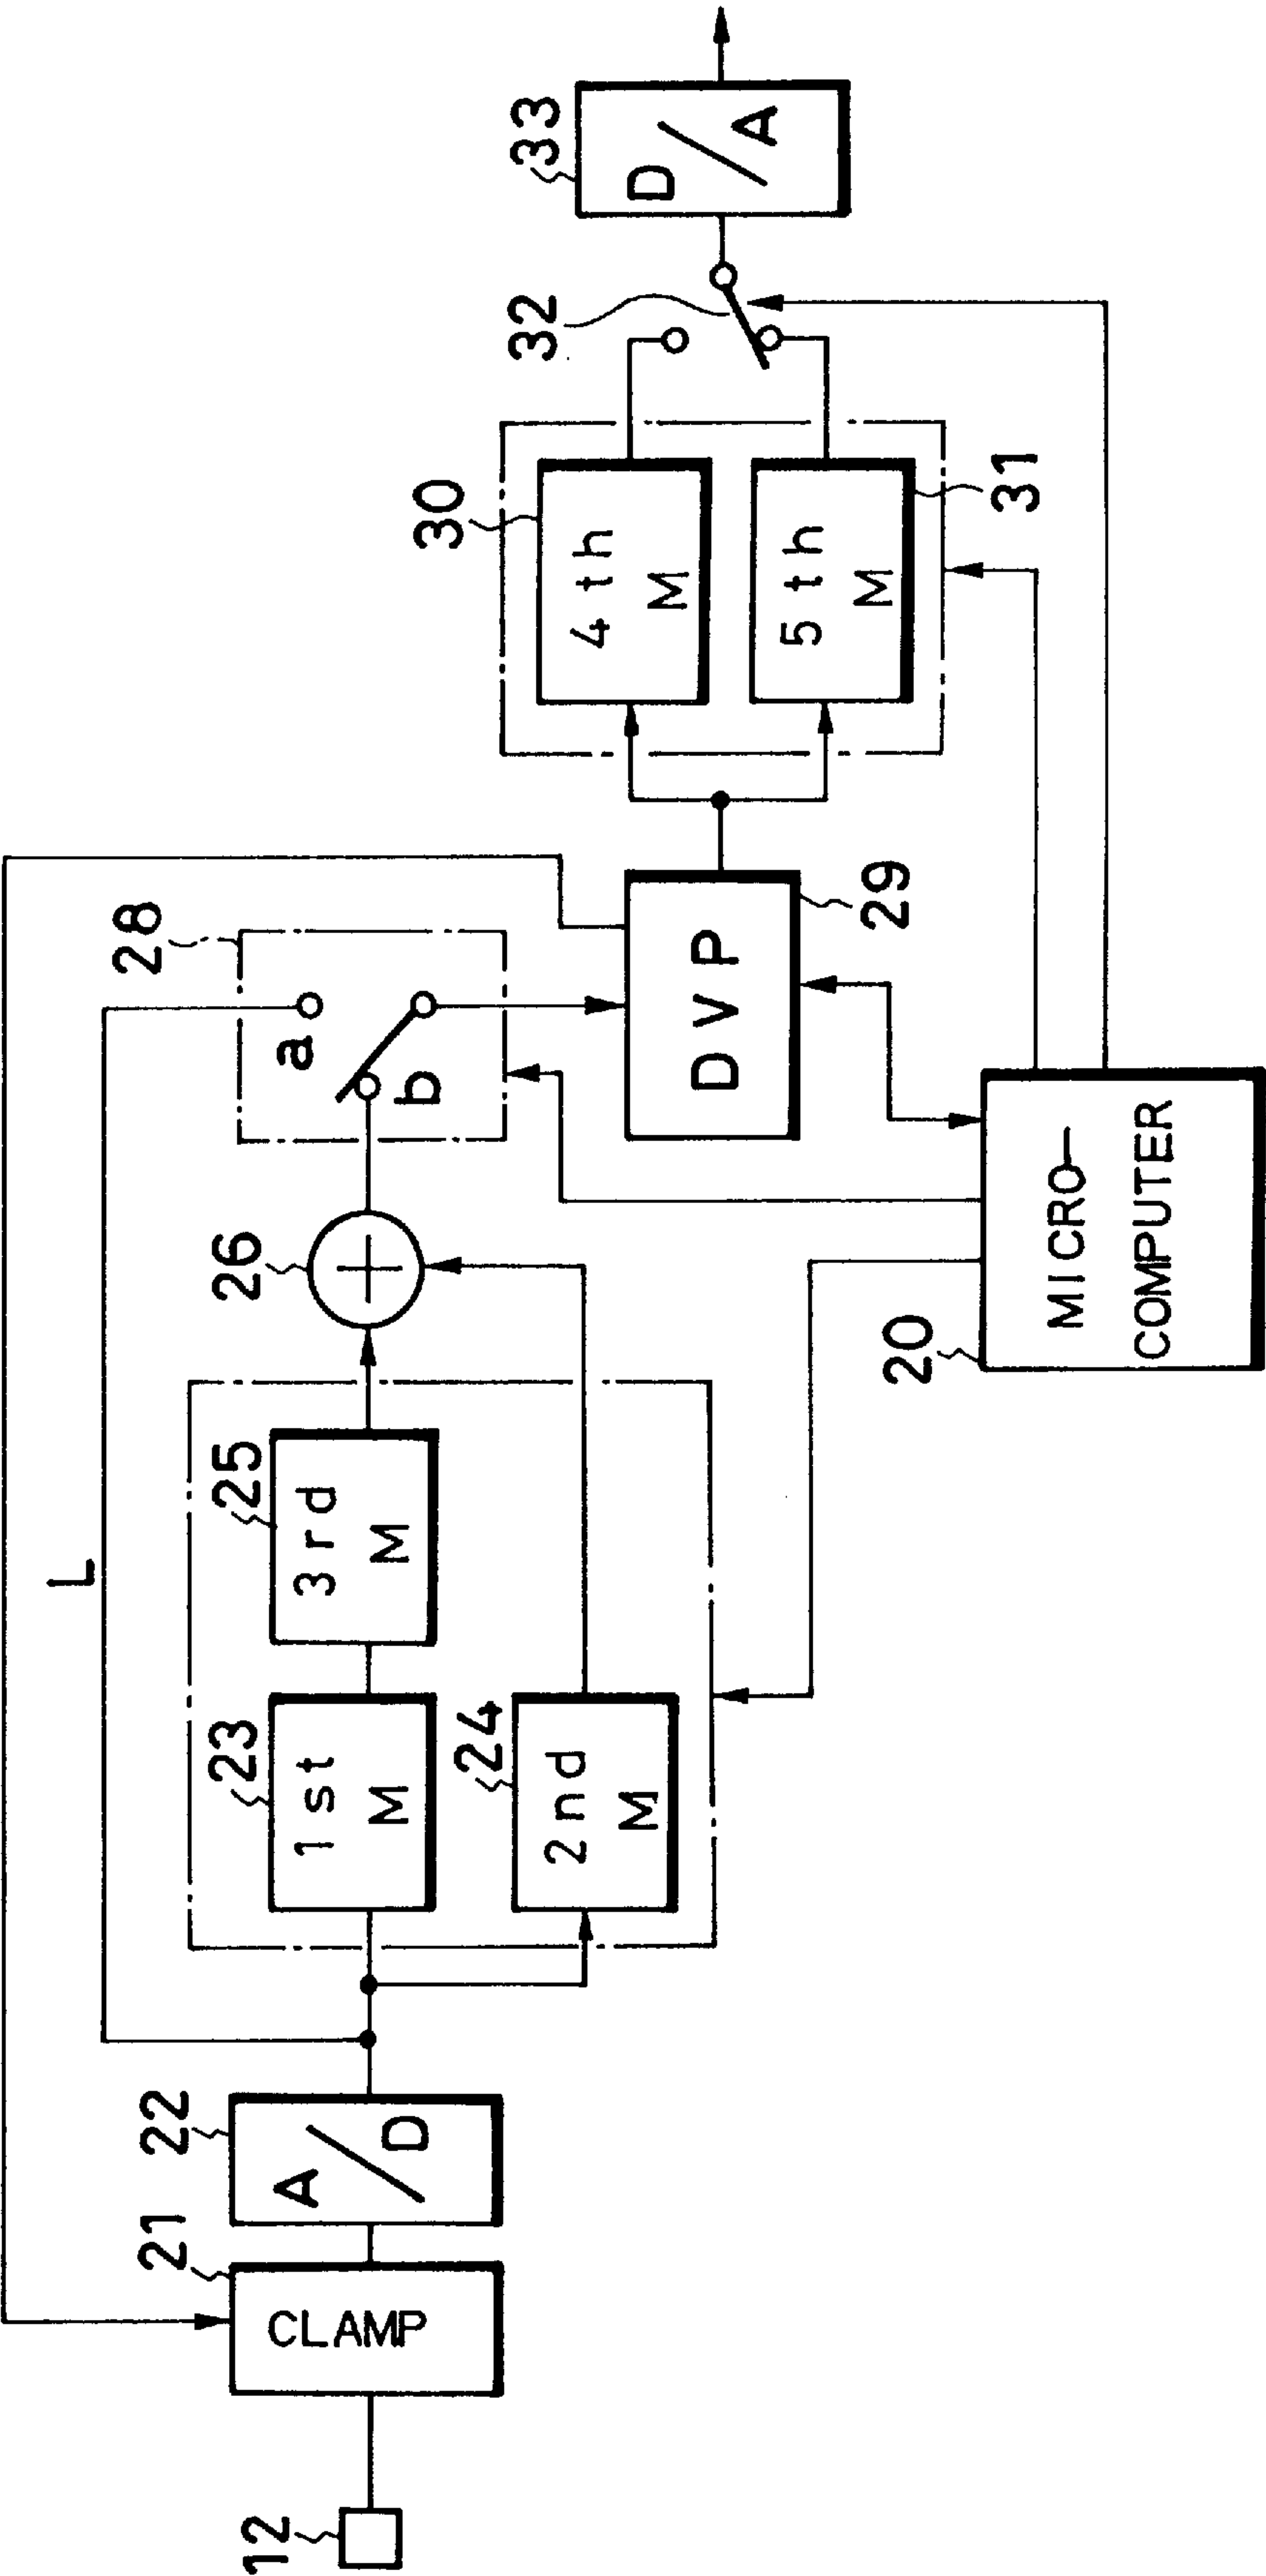 12
21
CLAMP
22
A/D
L
23
1st
M
24
2nd
M
25
3rd
M
26
28
a
b
DVP
29
20
MICRO-
COMPUTER
30
4th
M
5th
M
31
32
33
D/A